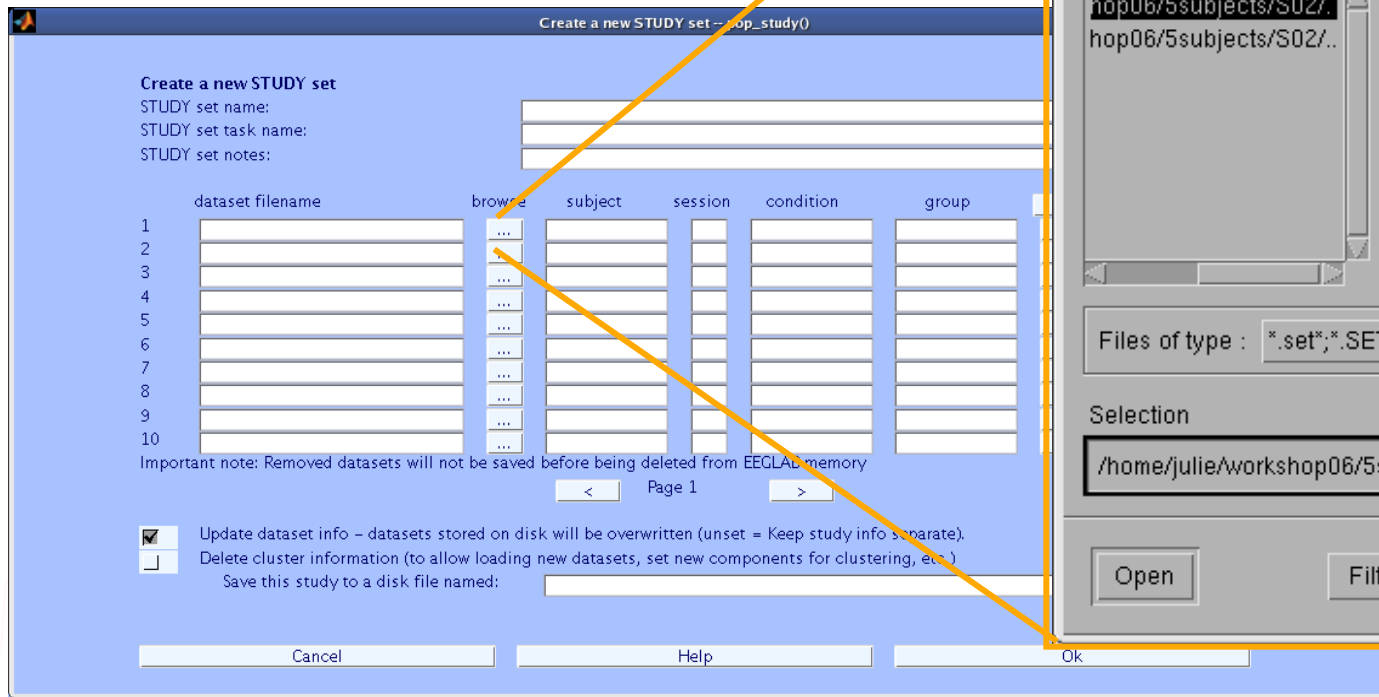 Create a new STUDY set -- pop_study()
Create a new STUDY set
STUDY set name:
STUDY set task name:
STUDY set notes:
dataset filename browse subject session condition group
1 ...
2 ...
3 ...
4 ...
5 ...
6 ...
7 ...
8 ...
9 ...
10 ...
Important note: Removed datasets will not be saved before being deleted from EEGLAB memory
< Page 1 >
Update dataset info – datasets stored on disk will be overwritten (unset = Keep study info separate).
Delete cluster information (to allow loading new datasets, set new components for clustering, etc.)
Save this study to a disk file named:
Cancel Help Ok
hop06/5subjects/S02/.
hop06/5subjects/S02/..
Files of type : *.set*;*.SET
Selection
/home/julie/workshop06/5s
Open Filt